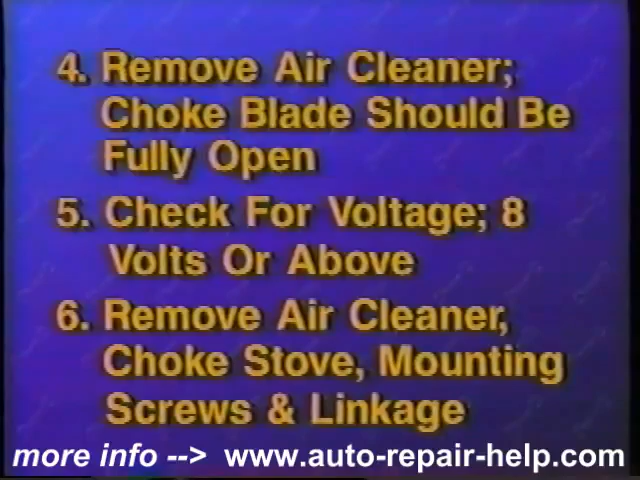 4. Remove Air Cleaner;
Choke Blade Should Be
Fully Open
5. Check For Voltage; 8
Volts Or Above
6. Remove Air Cleaner,
Choke Stove, Mounting
Screws & Linkage
more info --> www.auto-repair-help.com